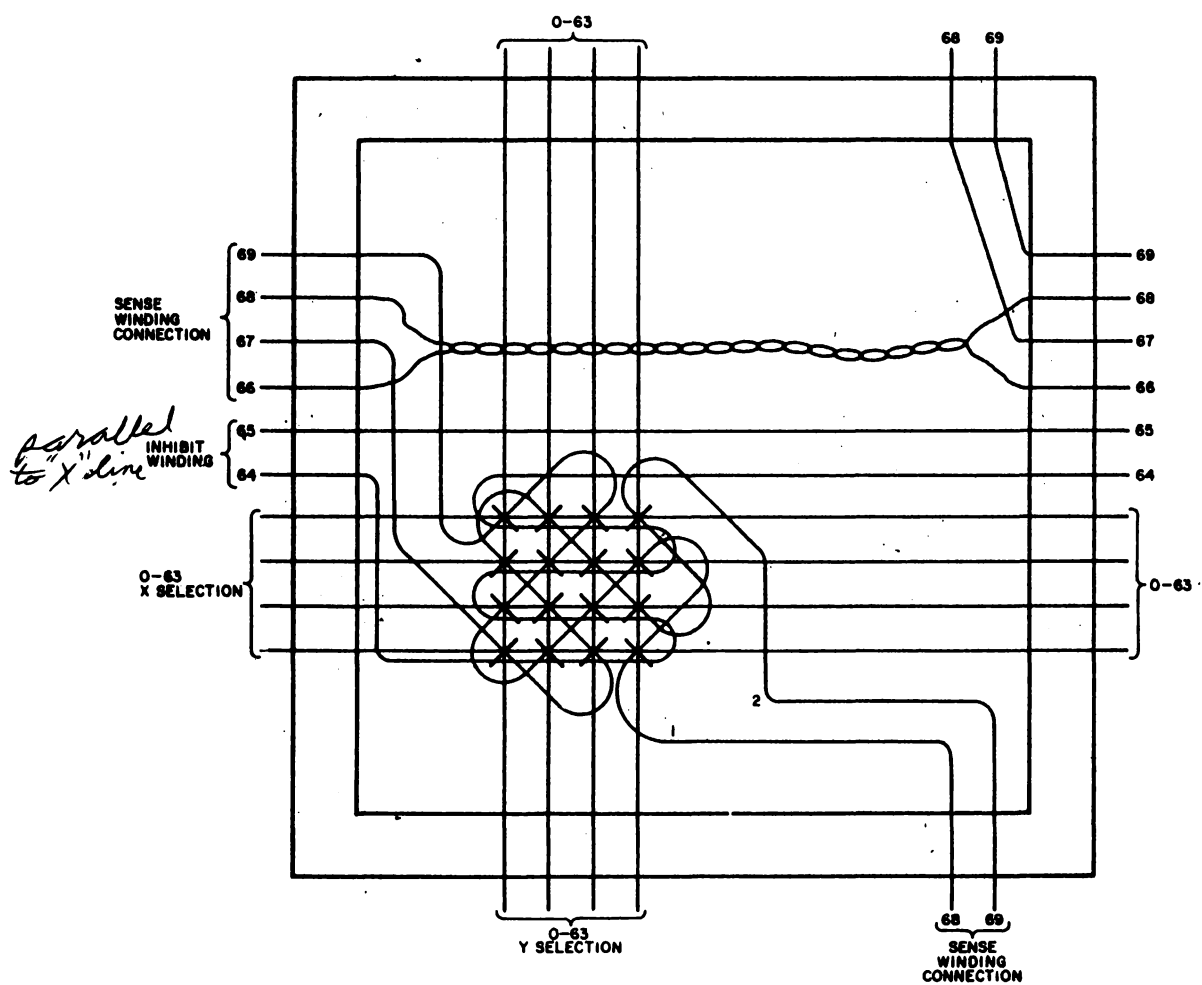 0-63
68 69
69 69
SENSE
WINDING
CONNECTION
68 68
67 67
66 66
parallel
to "X" line
INHIBIT
WINDING
65 65
64 64
0-63
X SELECTION
0-63
2
1
0-63
Y SELECTION
68 69
SENSE
WINDING
CONNECTION